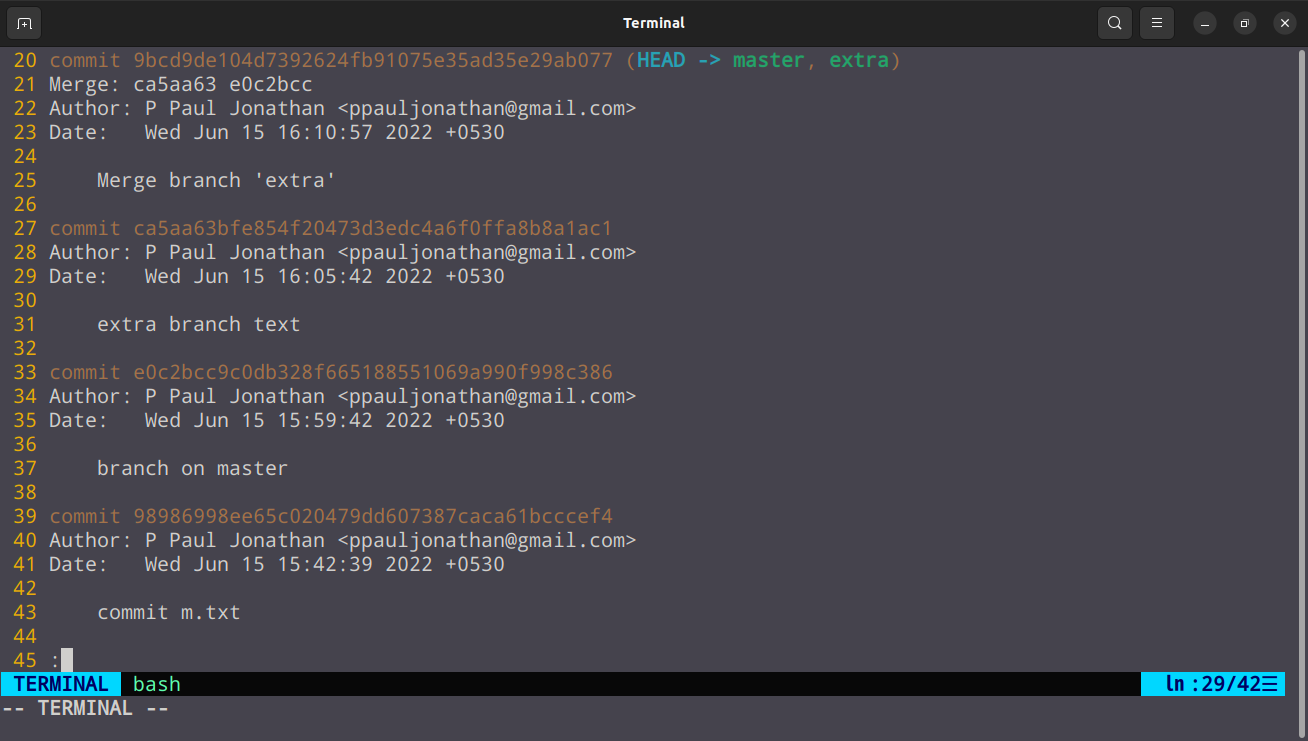 Terminal
20 commit 9bcd9de104d7392624fb91075e35ad35e29ab077 (HEAD -> master, extra)
21 Merge: ca5aa63 e0c2bcc
22 Author: P Paul Jonathan <ppauljonathan@gmail.com>
23 Date:   Wed Jun 15 16:10:57 2022 +0530
24
25     Merge branch 'extra'
26
27 commit ca5aa63bfe854f20473d3edc4a6f0ffa8b8a1ac1
28 Author: P Paul Jonathan <ppauljonathan@gmail.com>
29 Date:   Wed Jun 15 16:05:42 2022 +0530
30
31     extra branch text
32
33 commit e0c2bcc9c0db328f665188551069a990f998c386
34 Author: P Paul Jonathan <ppauljonathan@gmail.com>
35 Date:   Wed Jun 15 15:59:42 2022 +0530
36
37     branch on master
38
39 commit 98986998ee65c020479dd607387caca61bcccef4
40 Author: P Paul Jonathan <ppauljonathan@gmail.com>
41 Date:   Wed Jun 15 15:42:39 2022 +0530
42
43     commit m.txt
44
45 :
TERMINAL bash ln :29/42☰
-- TERMINAL --